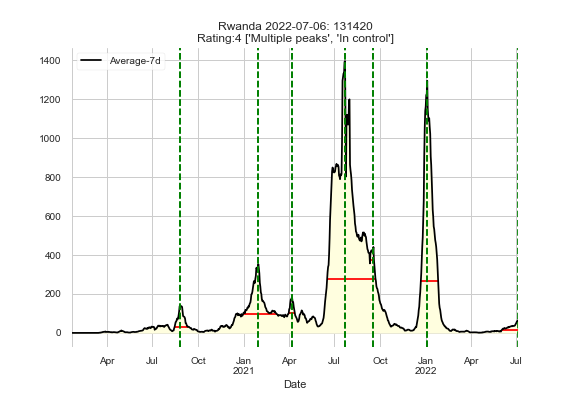 Rwanda 2022-07-06: 131420
Rating:4 ['Multiple peaks', 'In control']
Average-7d
1400
1200
1000
800
600
400
200
0
Apr Jul Oct Jan Apr Jul Oct Jan Apr Jul
2021 2022
Date